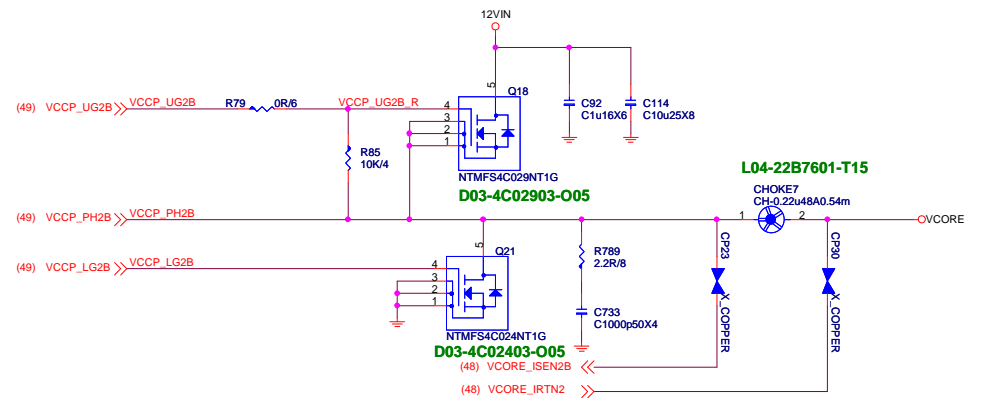 12VIN
5
Q18
(49) VCCP_UG2B VCCP_UG2B R79 0R/6 VCCP_UG2B_R 4
3
2
1
C92
C1u16X6
C114
C10u25X8
R85
10K/4
NTMFS4C029NT1G
D03-4C02903-O05
L04-22B7601-T15
CHOKE7
CH-0.22u48A0.54m
(49) VCCP_PH2B VCCP_PH2B 1 2 VCORE
5
Q21
(49) VCCP_LG2B VCCP_LG2B 4
3
2
1
R789
2.2R/8
CP23
X_COPPER
CP30
X_COPPER
C733
C1000p50X4
NTMFS4C024NT1G
D03-4C02403-O05
(48) VCORE_ISEN2B
(48) VCORE_IRTN2